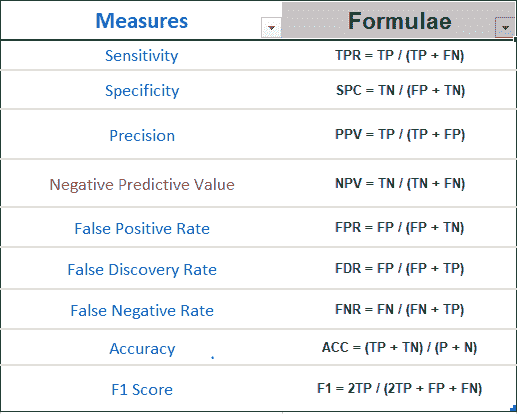 Measures Formulae
Sensitivity TPR = TP / (TP + FN)
Specificity SPC = TN / (FP + TN)
Precision PPV = TP / (TP + FP)
Negative Predictive Value NPV = TN / (TN + FN)
False Positive Rate FPR = FP / (FP + TN)
False Discovery Rate FDR = FP / (FP + TP)
False Negative Rate FNR = FN / (FN + TP)
Accuracy ACC = (TP + TN) / (P + N)
F1 Score F1 = 2TP / (2TP + FP + FN)